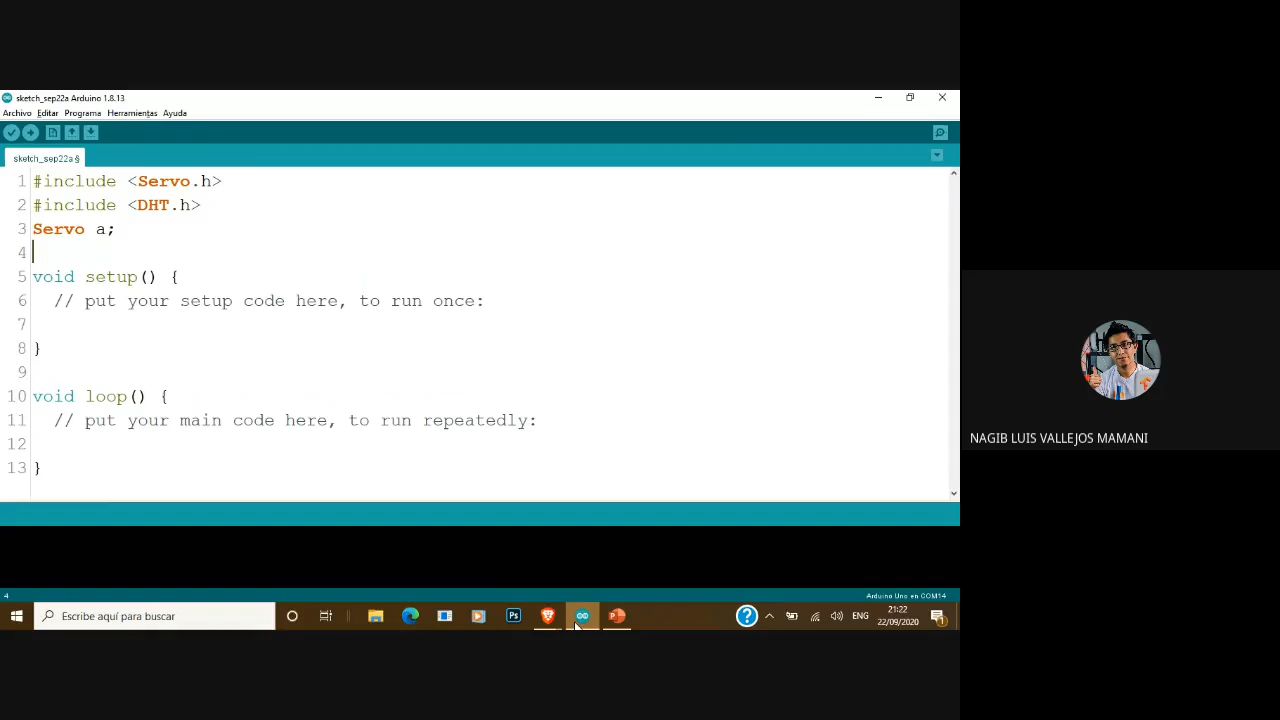 sketch_sep22a Arduino 1.8.13
Archivo Editar Programa Herramientas Ayuda
sketch_sep22a §
1 #include <Servo.h>
2 #include <DHT.h>
3 Servo a;
4
5 void setup() {
6 // put your setup code here, to run once:
7
8 }
9
10 void loop() {
11 // put your main code here, to run repeatedly:
12
13 }
NAGIB LUIS VALLEJOS MAMANI
4 Arduino Uno en COM14
Escribe aquí para buscar
Ps
ENG
21:22
22/09/2020
1